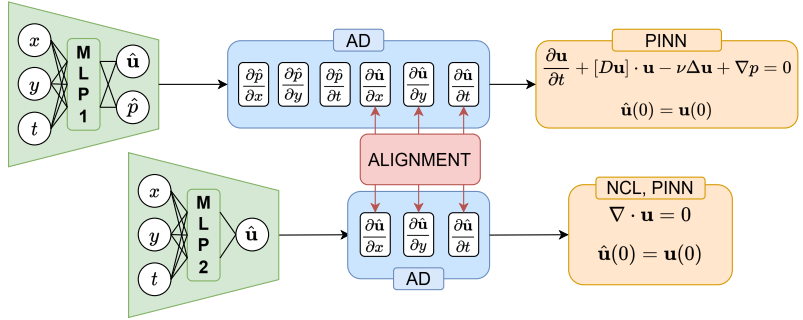 x
y
t
M
L
P
1
û
p̂
AD
∂p̂/∂x ∂p̂/∂y ∂p̂/∂t ∂û/∂x ∂û/∂y ∂û/∂t
PINN
∂u/∂t + [Du] · u − νΔu + ∇p = 0
û(0) = u(0)
ALIGNMENT
x
y
t
M
L
P
2
û
∂û/∂x ∂û/∂y ∂û/∂t
AD
NCL, PINN
∇ · u = 0
û(0) = u(0)